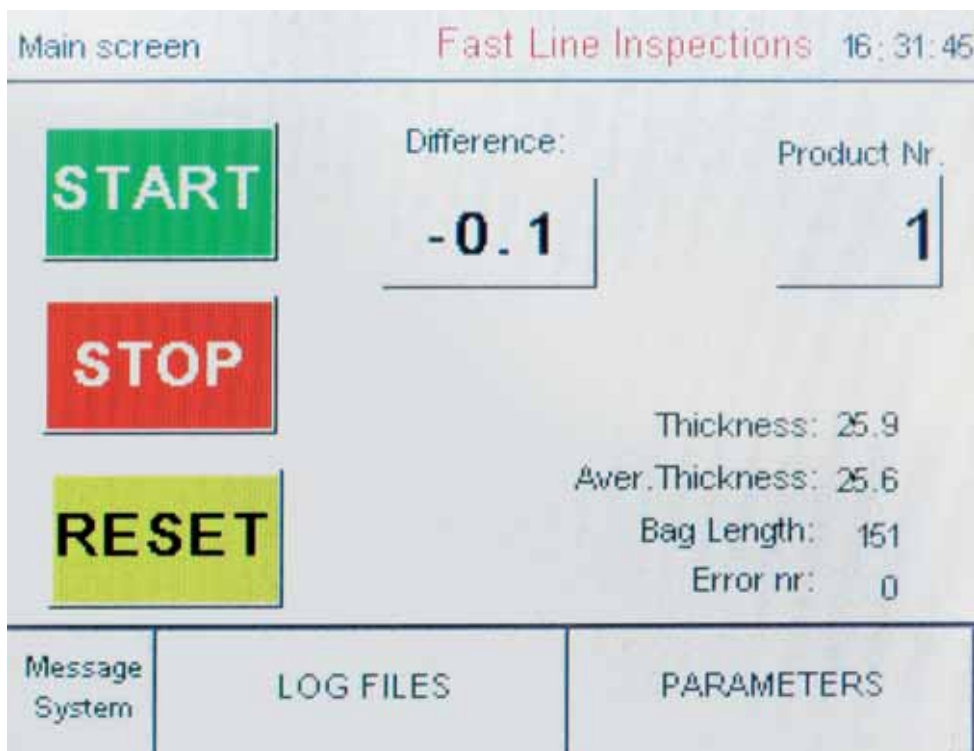 Main screen Fast Line Inspections 16:31:45
START
Difference:
-0.1
Product Nr.
1
STOP
Thickness: 25.9
Aver.Thickness: 25.6
Bag Length: 151
RESET
Error nr: 0
Message
System
LOG FILES
PARAMETERS